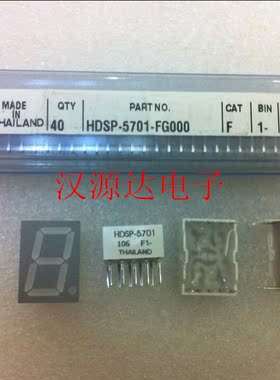 MADE IN THAILAND
QTY
PART NO.
CAT
BIN
40
HDSP-5701-FG000
F
1-
汉源达电子
HDSP-5701
106 F1-
THAILAND